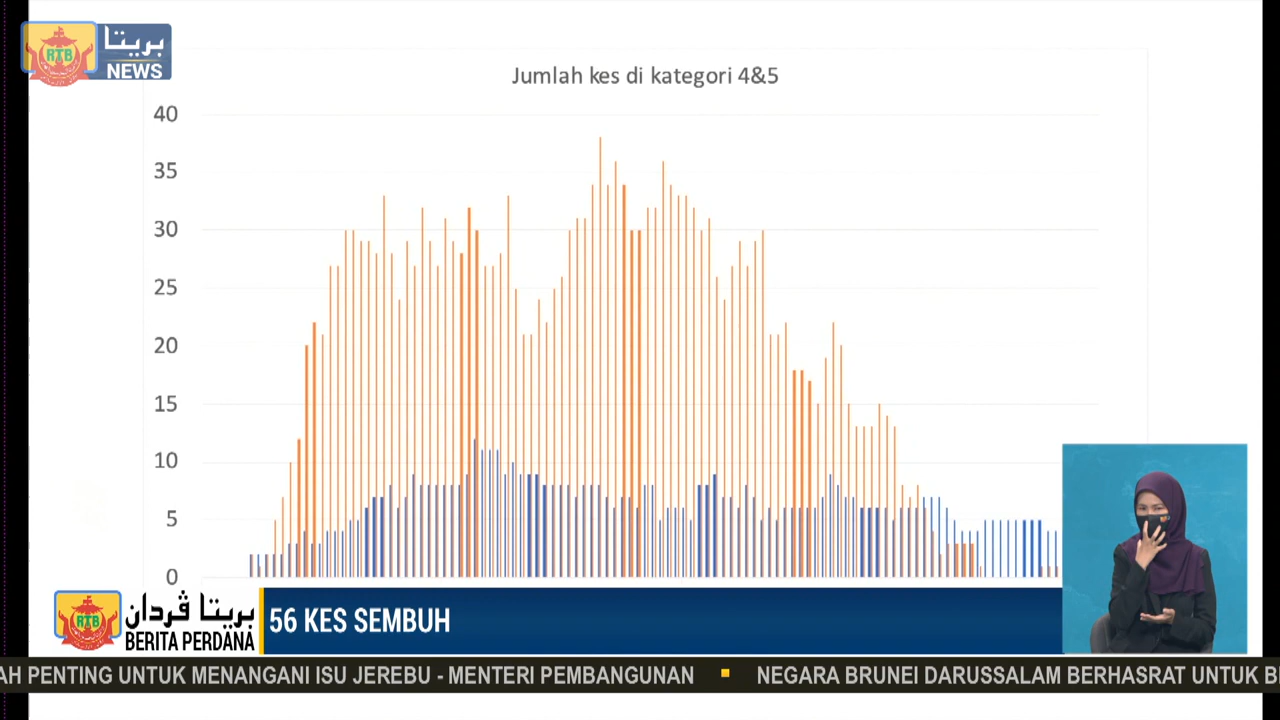 بريتا
NEWS
RTB
Jumlah kes di kategori 4&5
40
35
30
25
20
15
10
5
0
RTB
بريتا ڤردان
BERITA PERDANA
56 KES SEMBUH
AH PENTING UNTUK MENANGANI ISU JEREBU - MENTERI PEMBANGUNAN
NEGARA BRUNEI DARUSSALAM BERHASRAT UNTUK